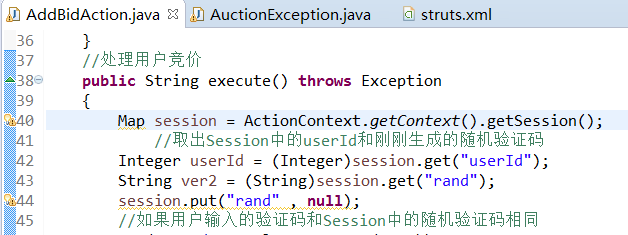 AddBidAction.java
AuctionException.java
struts.xml
36 }
37 //处理用户竞价
38 public String execute() throws Exception
39 {
40 Map session = ActionContext.getContext().getSession();
41 //取出Session中的userId和刚刚生成的随机验证码
42 Integer userId = (Integer)session.get("userId");
43 String ver2 = (String)session.get("rand");
44 session.put("rand" , null);
45 //如果用户输入的验证码和Session中的随机验证码相同